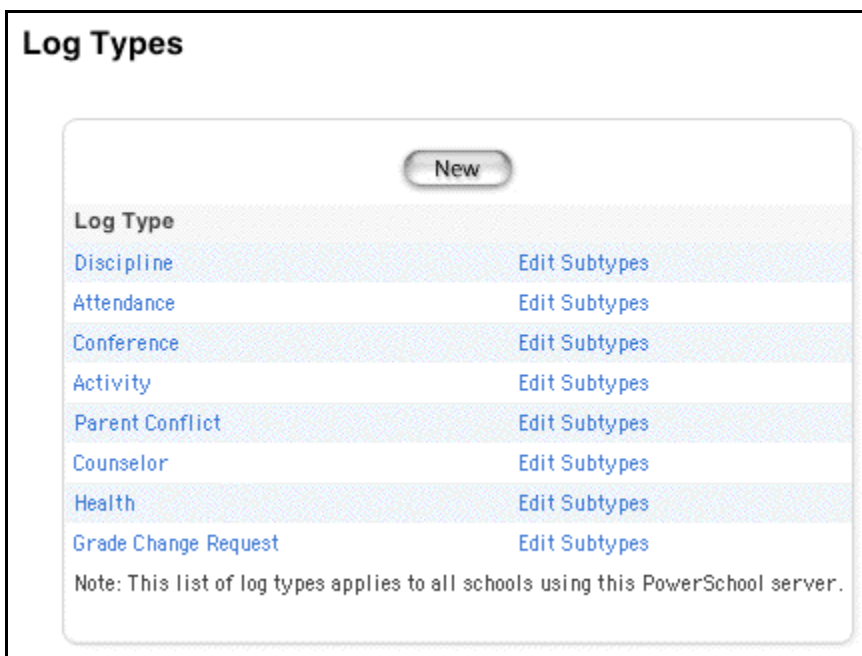 Log Types
New
Log Type
Discipline Edit Subtypes
Attendance Edit Subtypes
Conference Edit Subtypes
Activity Edit Subtypes
Parent Conflict Edit Subtypes
Counselor Edit Subtypes
Health Edit Subtypes
Grade Change Request Edit Subtypes
Note: This list of log types applies to all schools using this PowerSchool server.